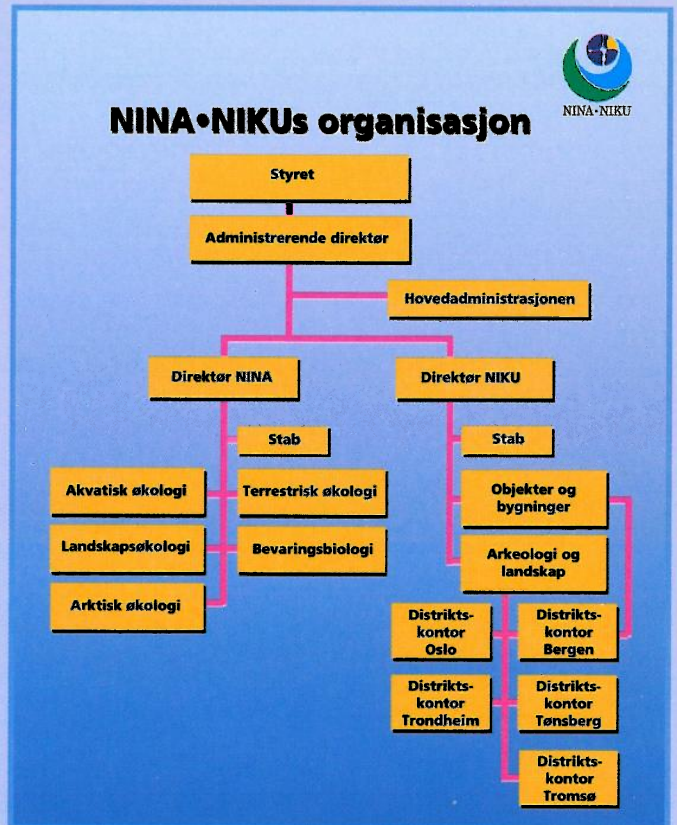 NINA•NIKU
NINA•NIKUs organisasjon
Styret
Administrerende direktør
Hovedadministrasjonen
Direktør NINA
Direktør NIKU
Stab
Stab
Akvatisk økologi
Terrestrisk økologi
Objekter og
bygninger
Landskapsøkologi
Bevaringsbiologi
Arkeologi og
landskap
Arktisk økologi
Distrikts-
kontor
Oslo
Distrikts-
kontor
Bergen
Distrikts-
kontor
Trondheim
Distrikts-
kontor
Tønsberg
Distrikts-
kontor
Tromsø